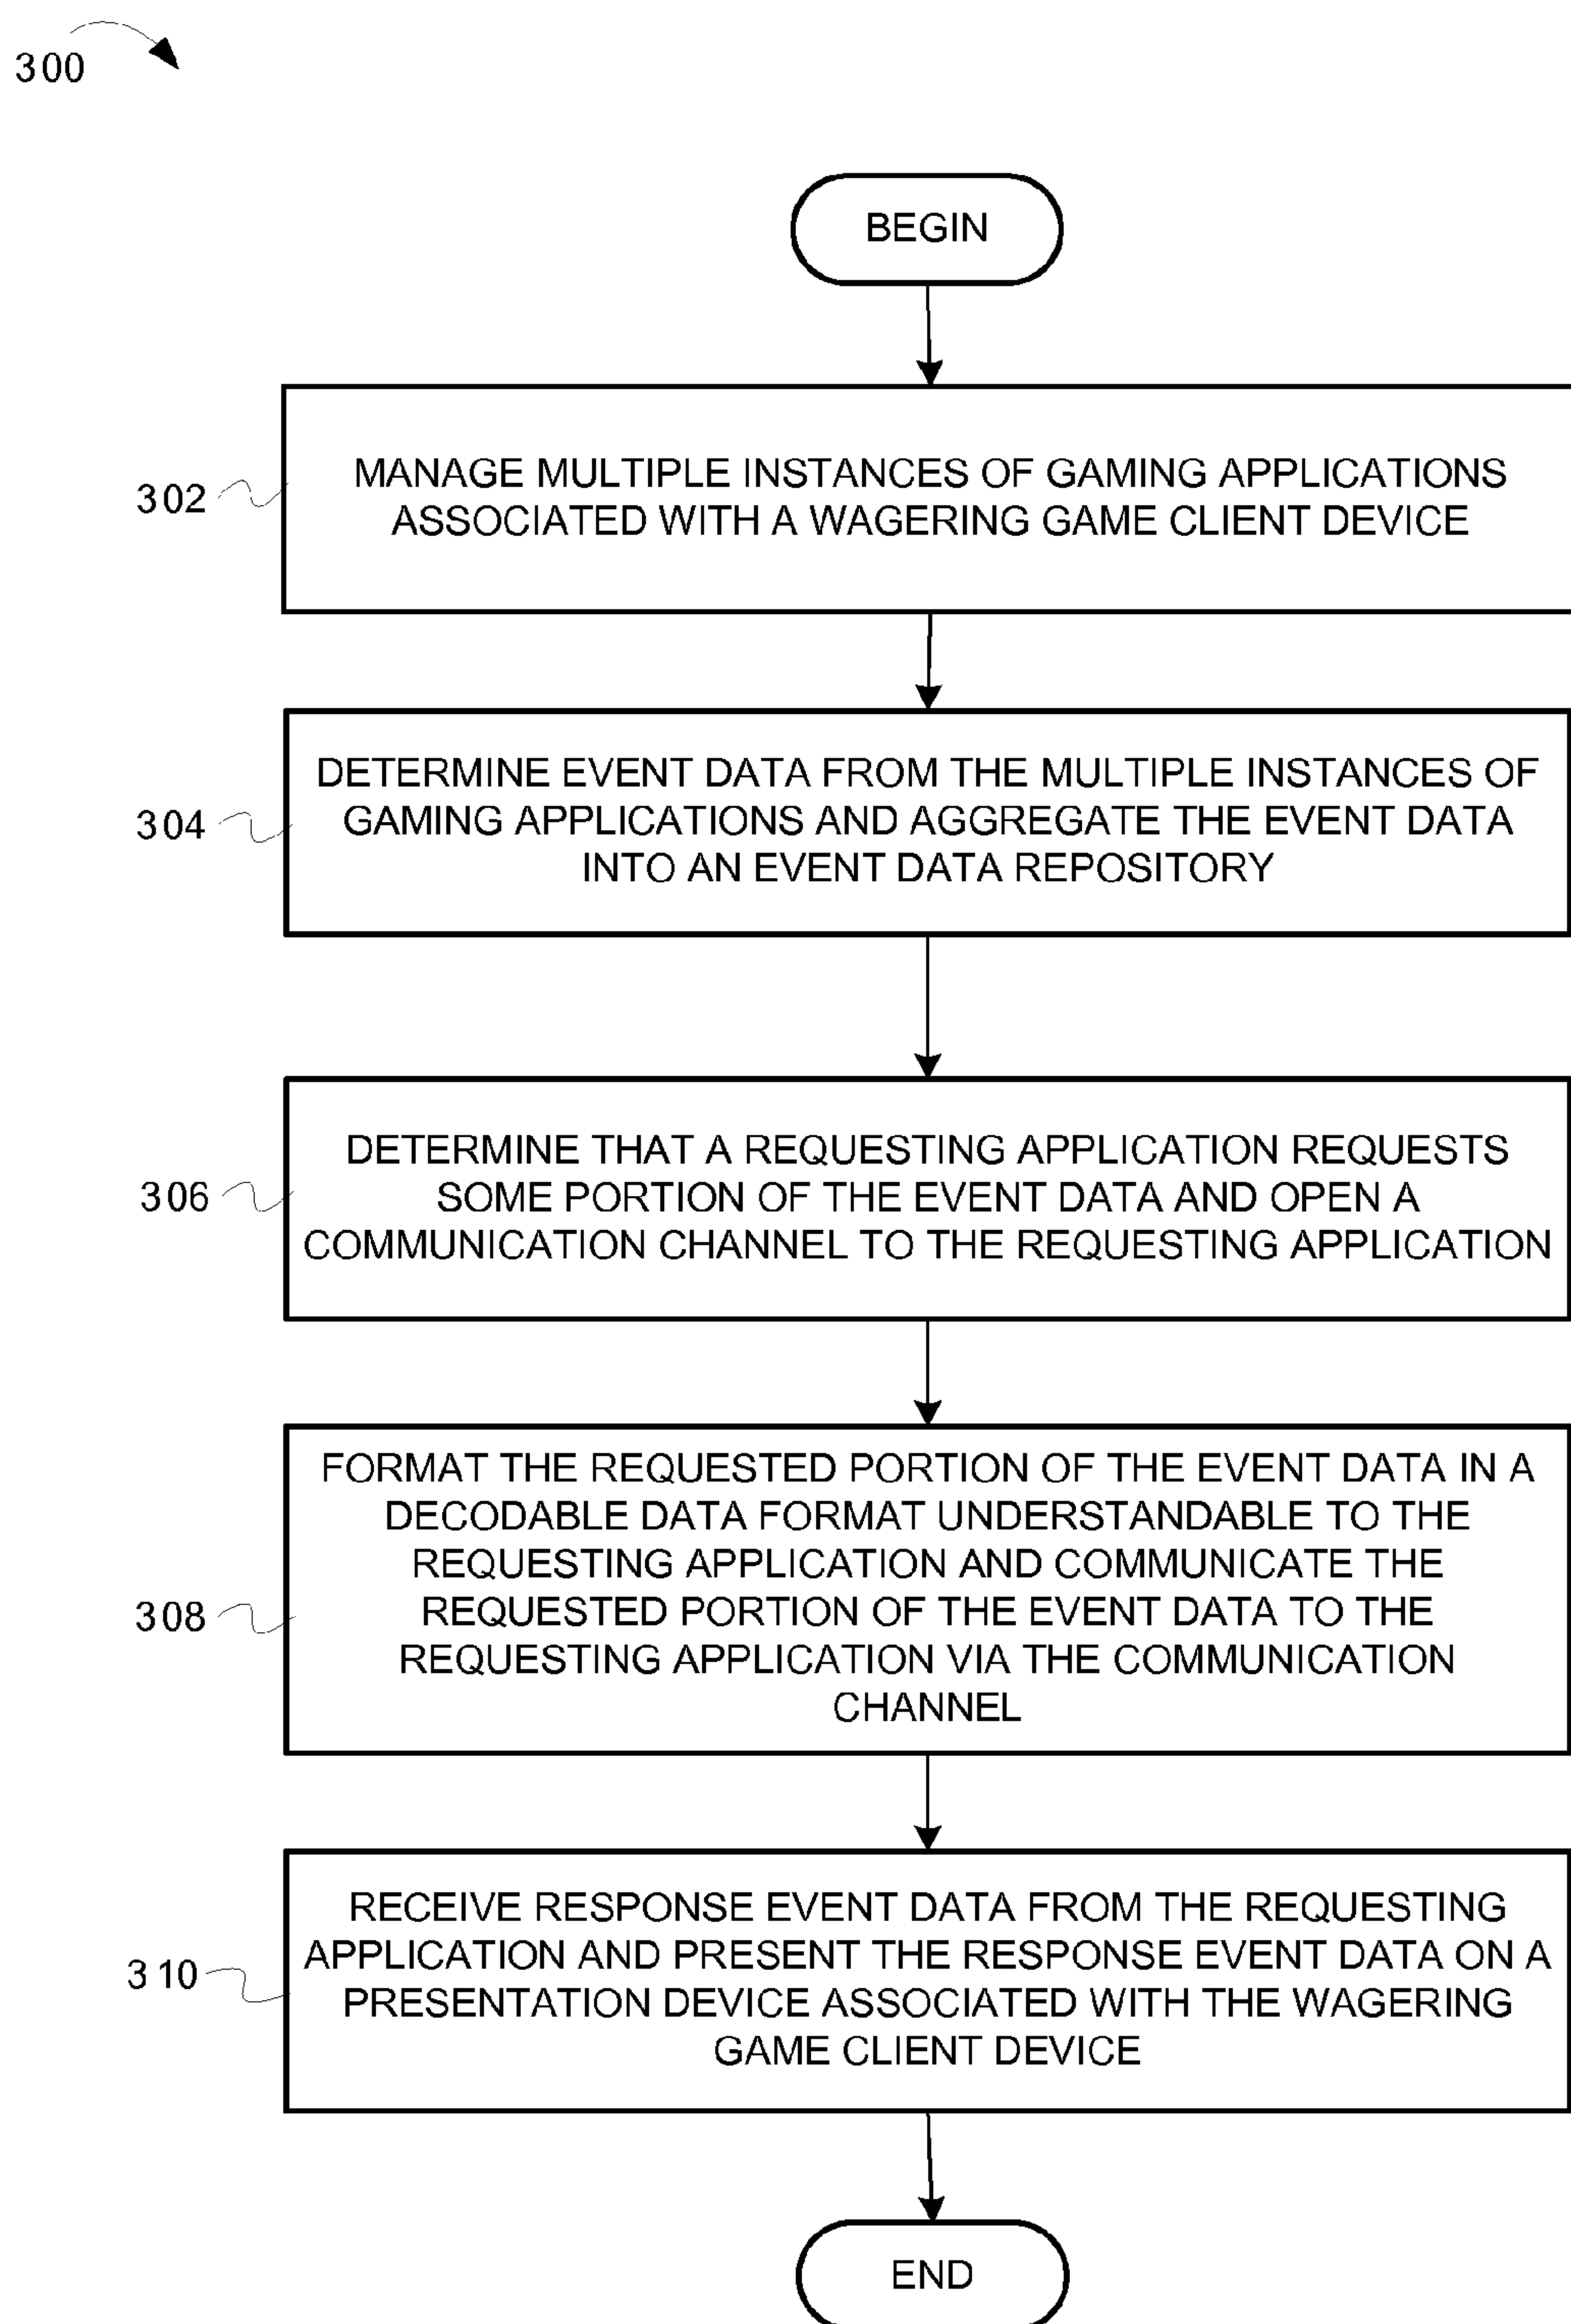 300
BEGIN
302
MANAGE MULTIPLE INSTANCES OF GAMING APPLICATIONS
ASSOCIATED WITH A WAGERING GAME CLIENT DEVICE
304
DETERMINE EVENT DATA FROM THE MULTIPLE INSTANCES OF
GAMING APPLICATIONS AND AGGREGATE THE EVENT DATA
INTO AN EVENT DATA REPOSITORY
306
DETERMINE THAT A REQUESTING APPLICATION REQUESTS
SOME PORTION OF THE EVENT DATA AND OPEN A
COMMUNICATION CHANNEL TO THE REQUESTING APPLICATION
308
FORMAT THE REQUESTED PORTION OF THE EVENT DATA IN A
DECODABLE DATA FORMAT UNDERSTANDABLE TO THE
REQUESTING APPLICATION AND COMMUNICATE THE
REQUESTED PORTION OF THE EVENT DATA TO THE
REQUESTING APPLICATION VIA THE COMMUNICATION
CHANNEL
310
RECEIVE RESPONSE EVENT DATA FROM THE REQUESTING
APPLICATION AND PRESENT THE RESPONSE EVENT DATA ON A
PRESENTATION DEVICE ASSOCIATED WITH THE WAGERING
GAME CLIENT DEVICE
END